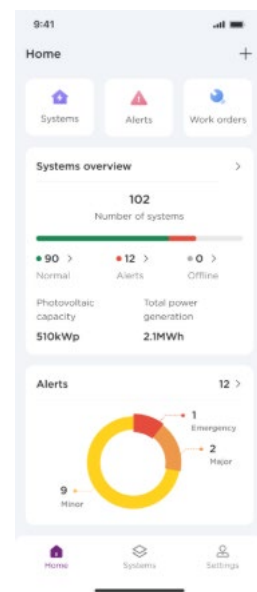 9:41
Home
Systems
Alerts
Work orders
Systems overview
102
Number of systems
90
12
0
Normal
Alerts
Offline
Photovoltaic
capacity
Total power
generation
510kWp
2.1MWh
Alerts
12
1
Emergency
2
Major
9
Minor
Home
Systems
Settings